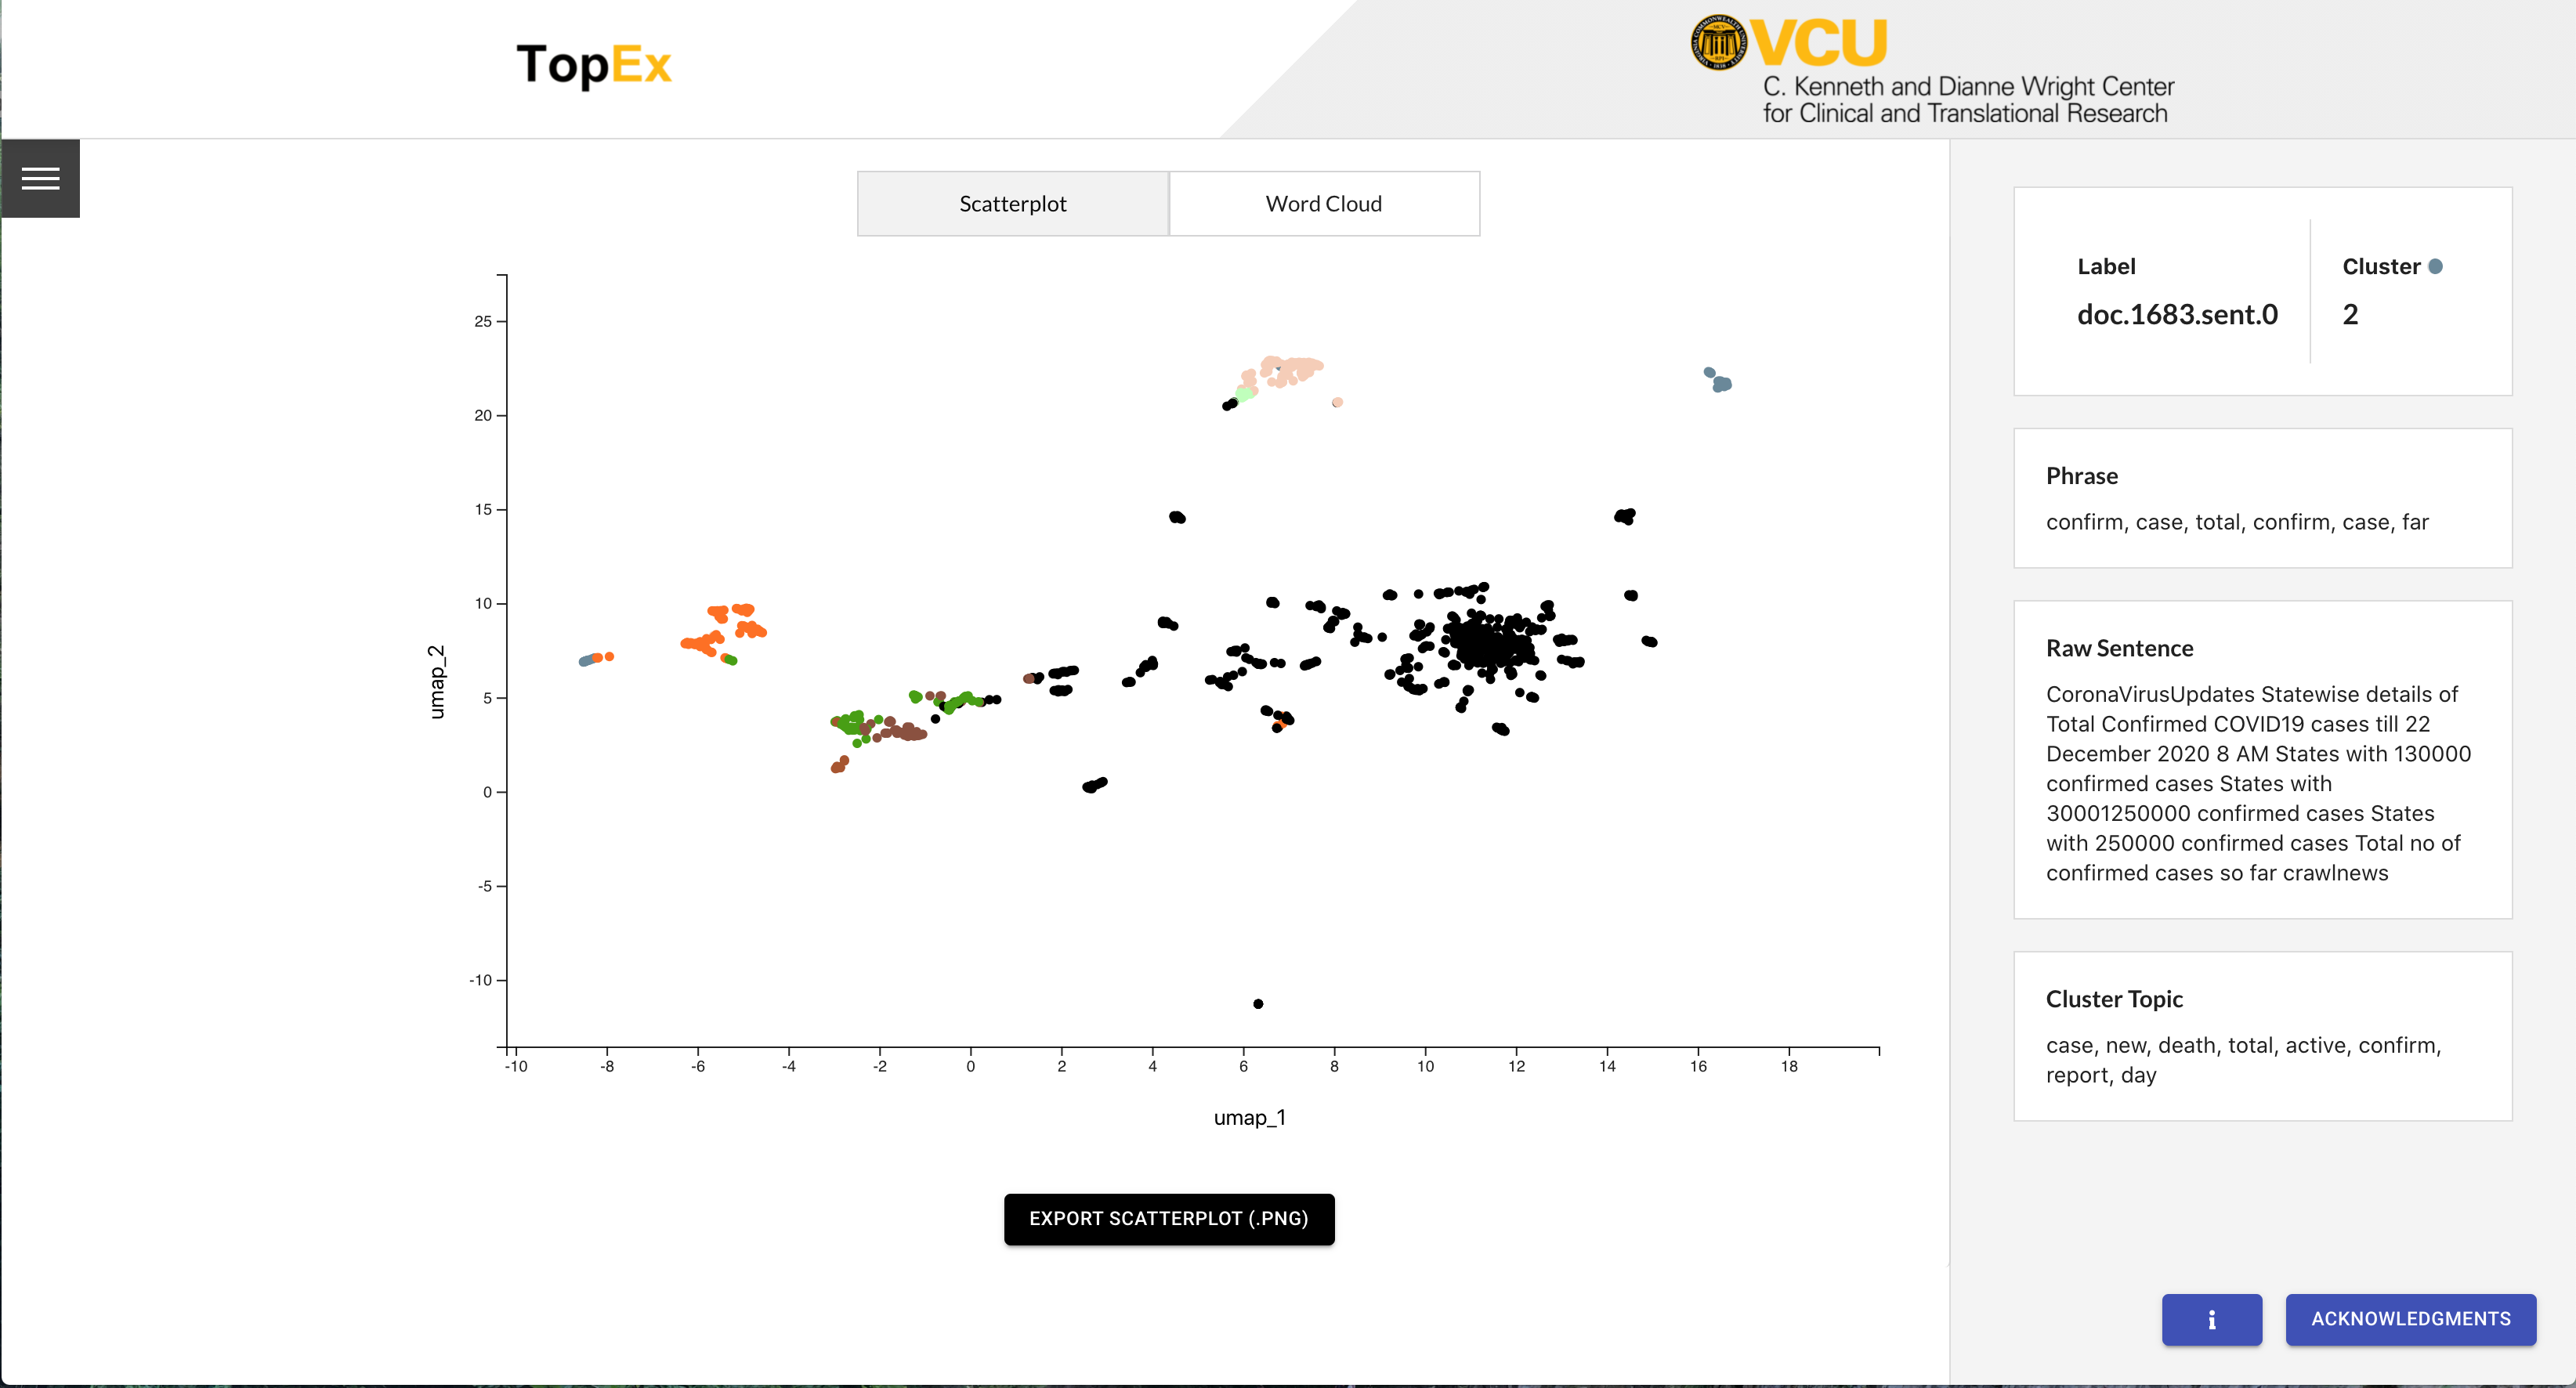 TopEx
VCU
C. Kenneth and Dianne Wright Center
for Clinical and Translational Research
Scatterplot
Word Cloud
25
20
15
10
5
0
-5
-10
umap_2
-10 -8 -6 -4 -2 0 2 4 6 8 10 12 14 16 18
umap_1
EXPORT SCATTERPLOT (.PNG)
Label
doc.1683.sent.0
Cluster
2
Phrase
confirm, case, total, confirm, case, far
Raw Sentence
CoronaVirusUpdates Statewise details of
Total Confirmed COVID19 cases till 22
December 2020 8 AM States with 130000
confirmed cases States with
30001250000 confirmed cases States
with 250000 confirmed cases Total no of
confirmed cases so far crawlnews
Cluster Topic
case, new, death, total, active, confirm,
report, day
i
ACKNOWLEDGMENTS